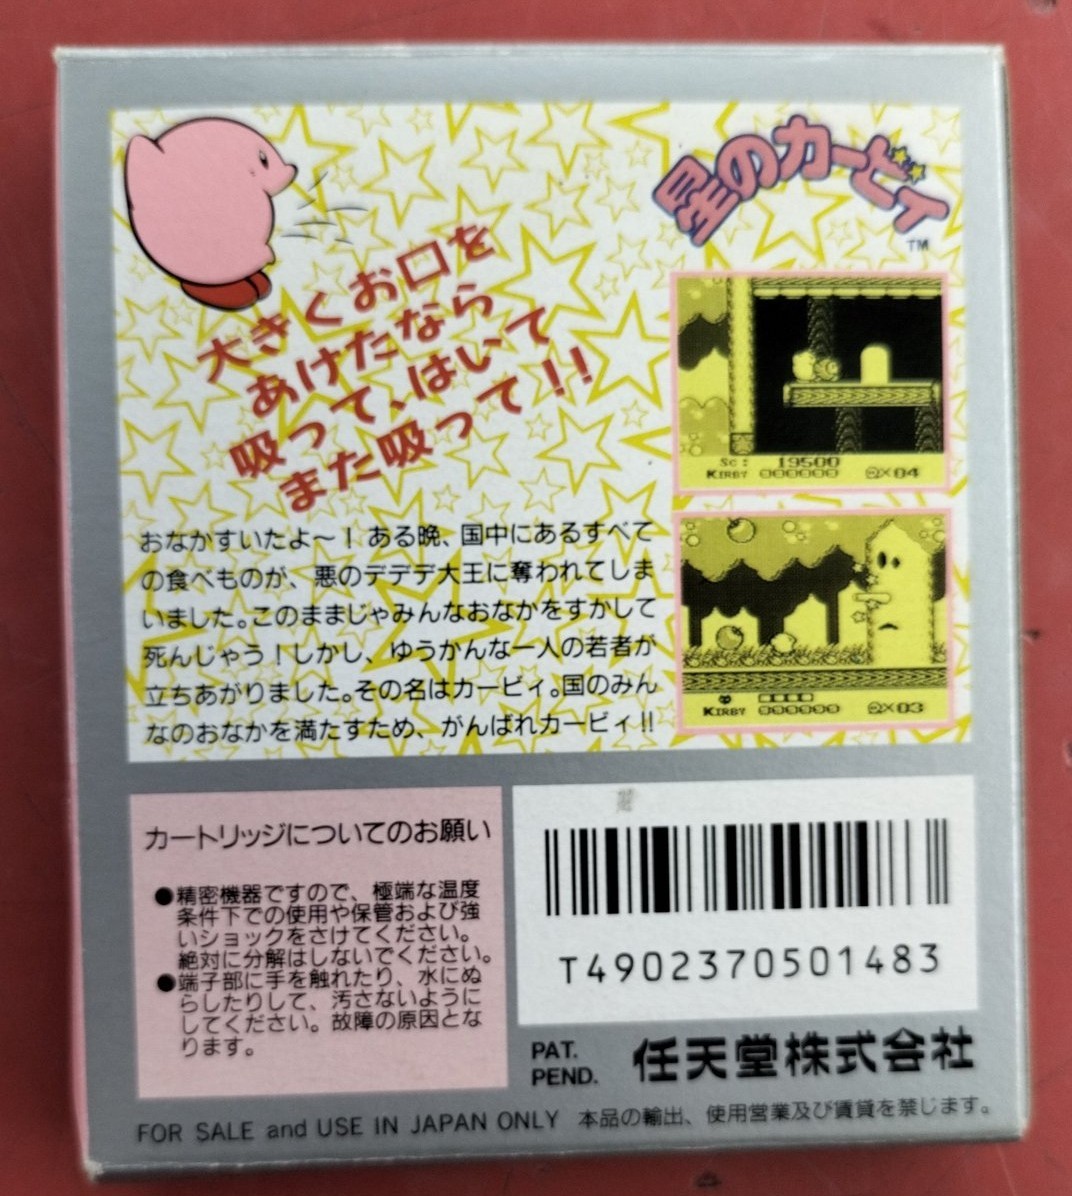 星のカービィ
TM
大きくお口を
あけたなら
吸って、はいて
また吸って!!
Sc: 19500
KIRBY 000000 ×04
KIRBY 000000 ×03
おなかすいたよ〜！ある晩、国中にあるすべて
の食べものが、悪のデデデ大王に奪われてしま
いました。このままじゃみんなおなかをすかして
死んじゃう！しかし、ゆうかんな一人の若者が
立ちあがりました。その名はカービィ。国のみん
なのおなかを満たすため、がんばれカービィ!!
カートリッジについてのお願い
●精密機器ですので、極端な温度
条件下での使用や保管および強
いショックをさけてください。
絶対に分解はしないでください。
●端子部に手を触れたり、水にぬ
らしたりして、汚さないように
してください。故障の原因とな
ります。
T4902370501483
PAT.
PEND.
任天堂株式会社
FOR SALE and USE IN JAPAN ONLY 本品の輸出、使用営業及び賃貸を禁じます。